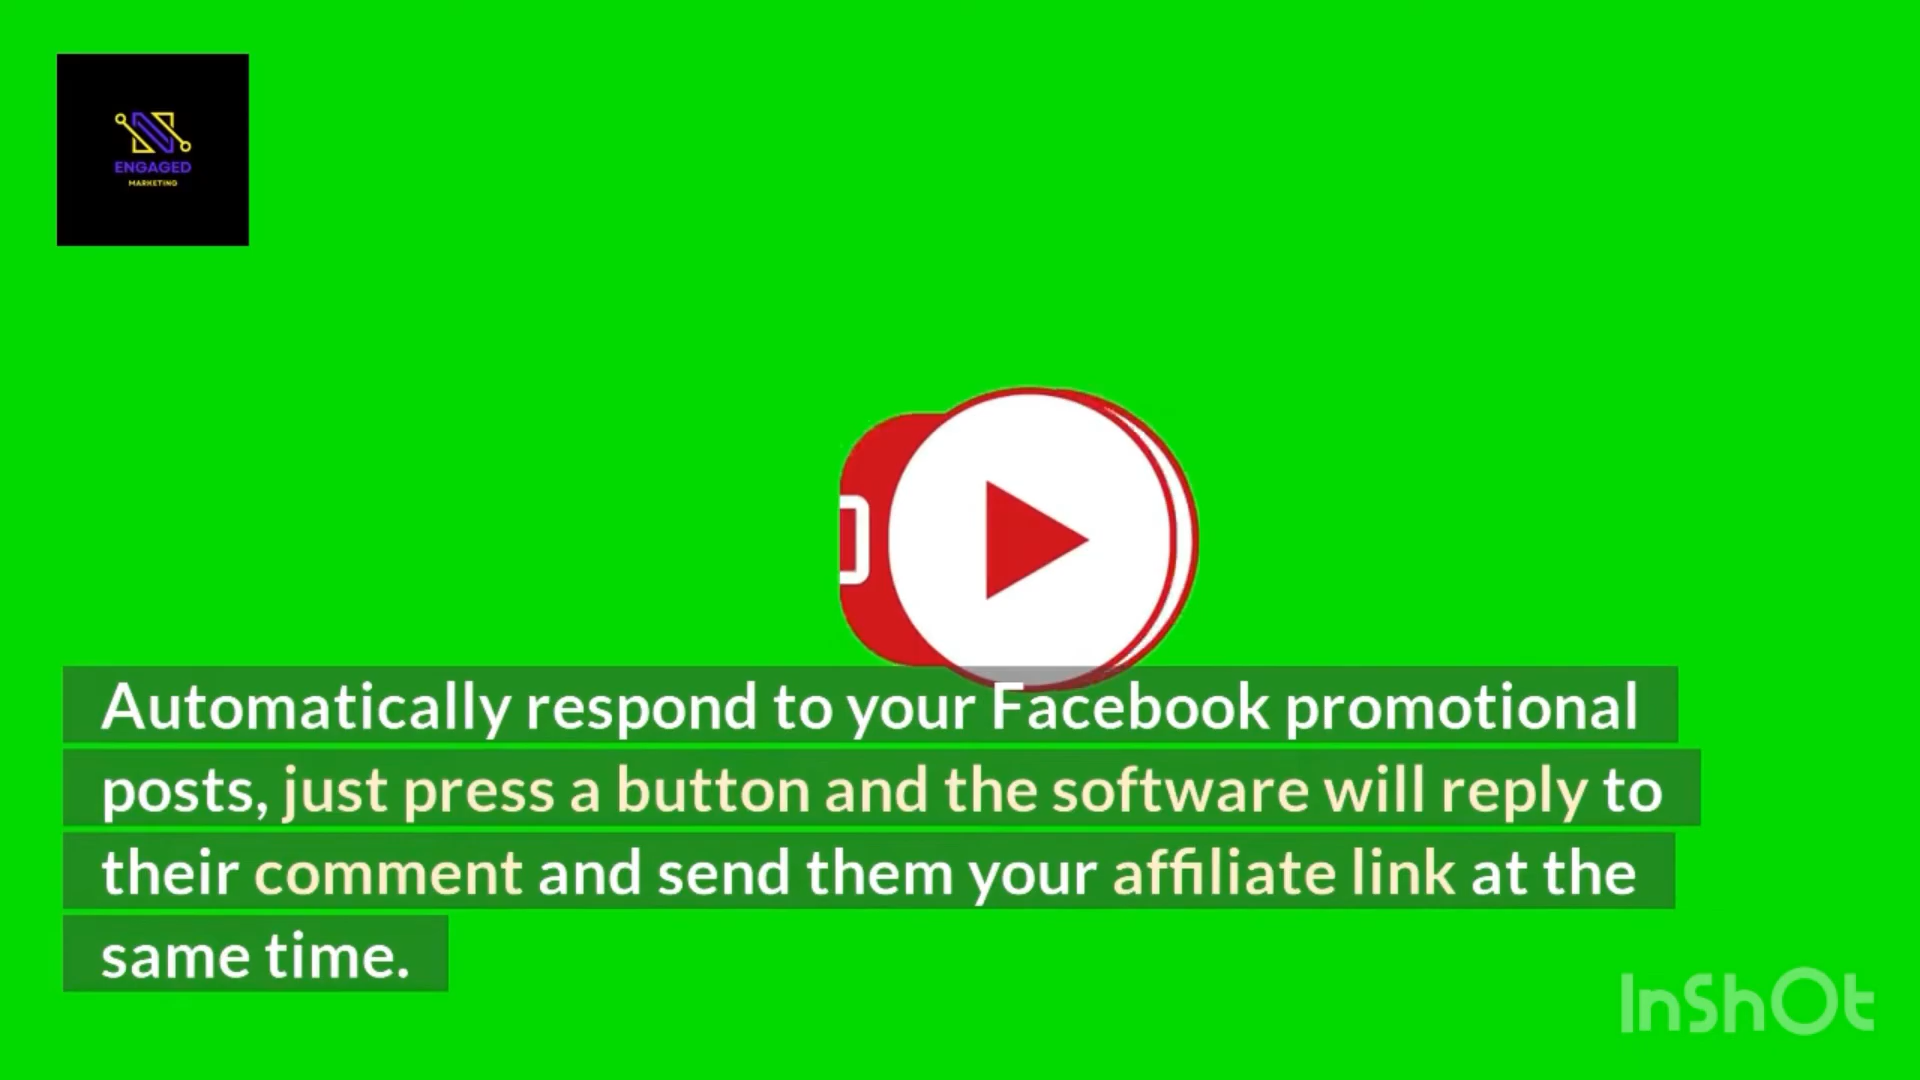 ENGAGED
MARKETING
Automatically respond to your Facebook promotional
posts, just press a button and the software will reply to
their comment and send them your affiliate link at the
same time.
InShOt